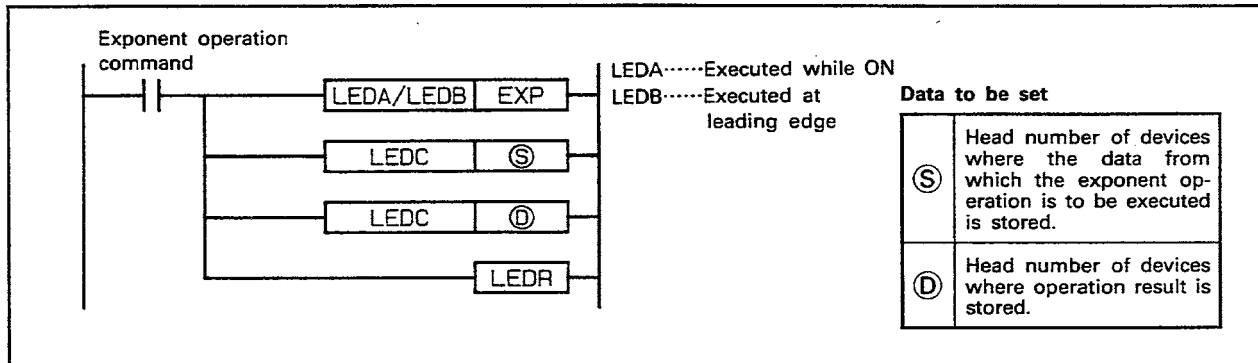 Exponent operation
command
LEDA/LEDB EXP
LEDC Ⓢ
LEDC Ⓓ
LEDR
LEDA······Executed while ON
LEDB······Executed at
leading edge
Data to be set
Ⓢ
Head number of devices
where the data from
which the exponent op-
eration is to be executed
is stored.
Ⓓ
Head number of devices
where operation result is
stored.